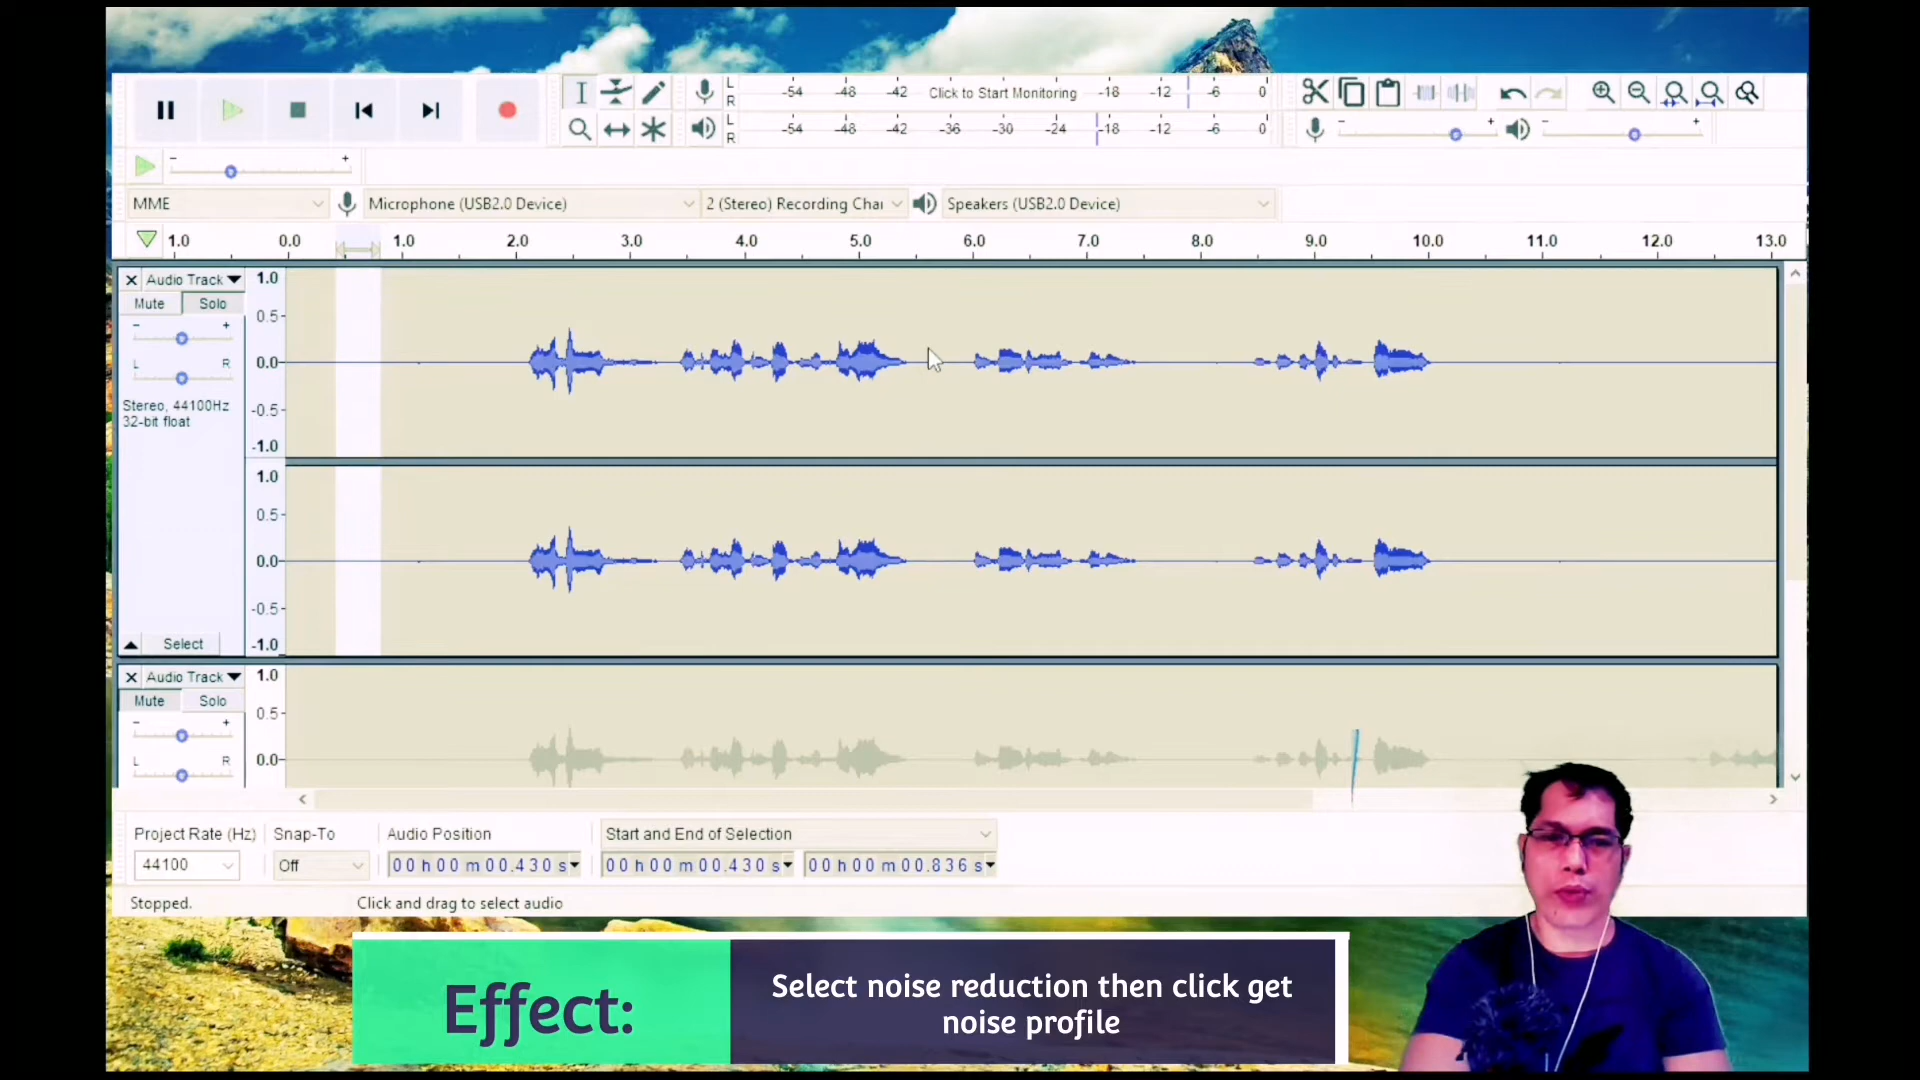 L
R
-54 -48 -42 Click to Start Monitoring -18 -12 -6 0
L
R
-54 -48 -42 -36 -30 -24 -18 -12 -6 0
- +
- +
- +
MME
Microphone (USB2.0 Device)
2 (Stereo) Recording Chai
Speakers (USB2.0 Device)
1.0 0.0 1.0 2.0 3.0 4.0 5.0 6.0 7.0 8.0 9.0 10.0 11.0 12.0 13.0
Audio Track
Mute Solo
- +
L R
Stereo, 44100Hz
32-bit float
Select
1.0
0.5-
0.0-
-0.5-
-1.0
1.0
0.5-
0.0-
-0.5-
-1.0
Audio Track
Mute Solo
- +
L R
1.0
0.5-
0.0-
Project Rate (Hz) Snap-To Audio Position Start and End of Selection
44100 Off 00 h 00 m 00.430 s 00 h 00 m 00.430 s 00 h 00 m 00.836 s
Stopped. Click and drag to select audio
Effect:
Select noise reduction then click get
noise profile